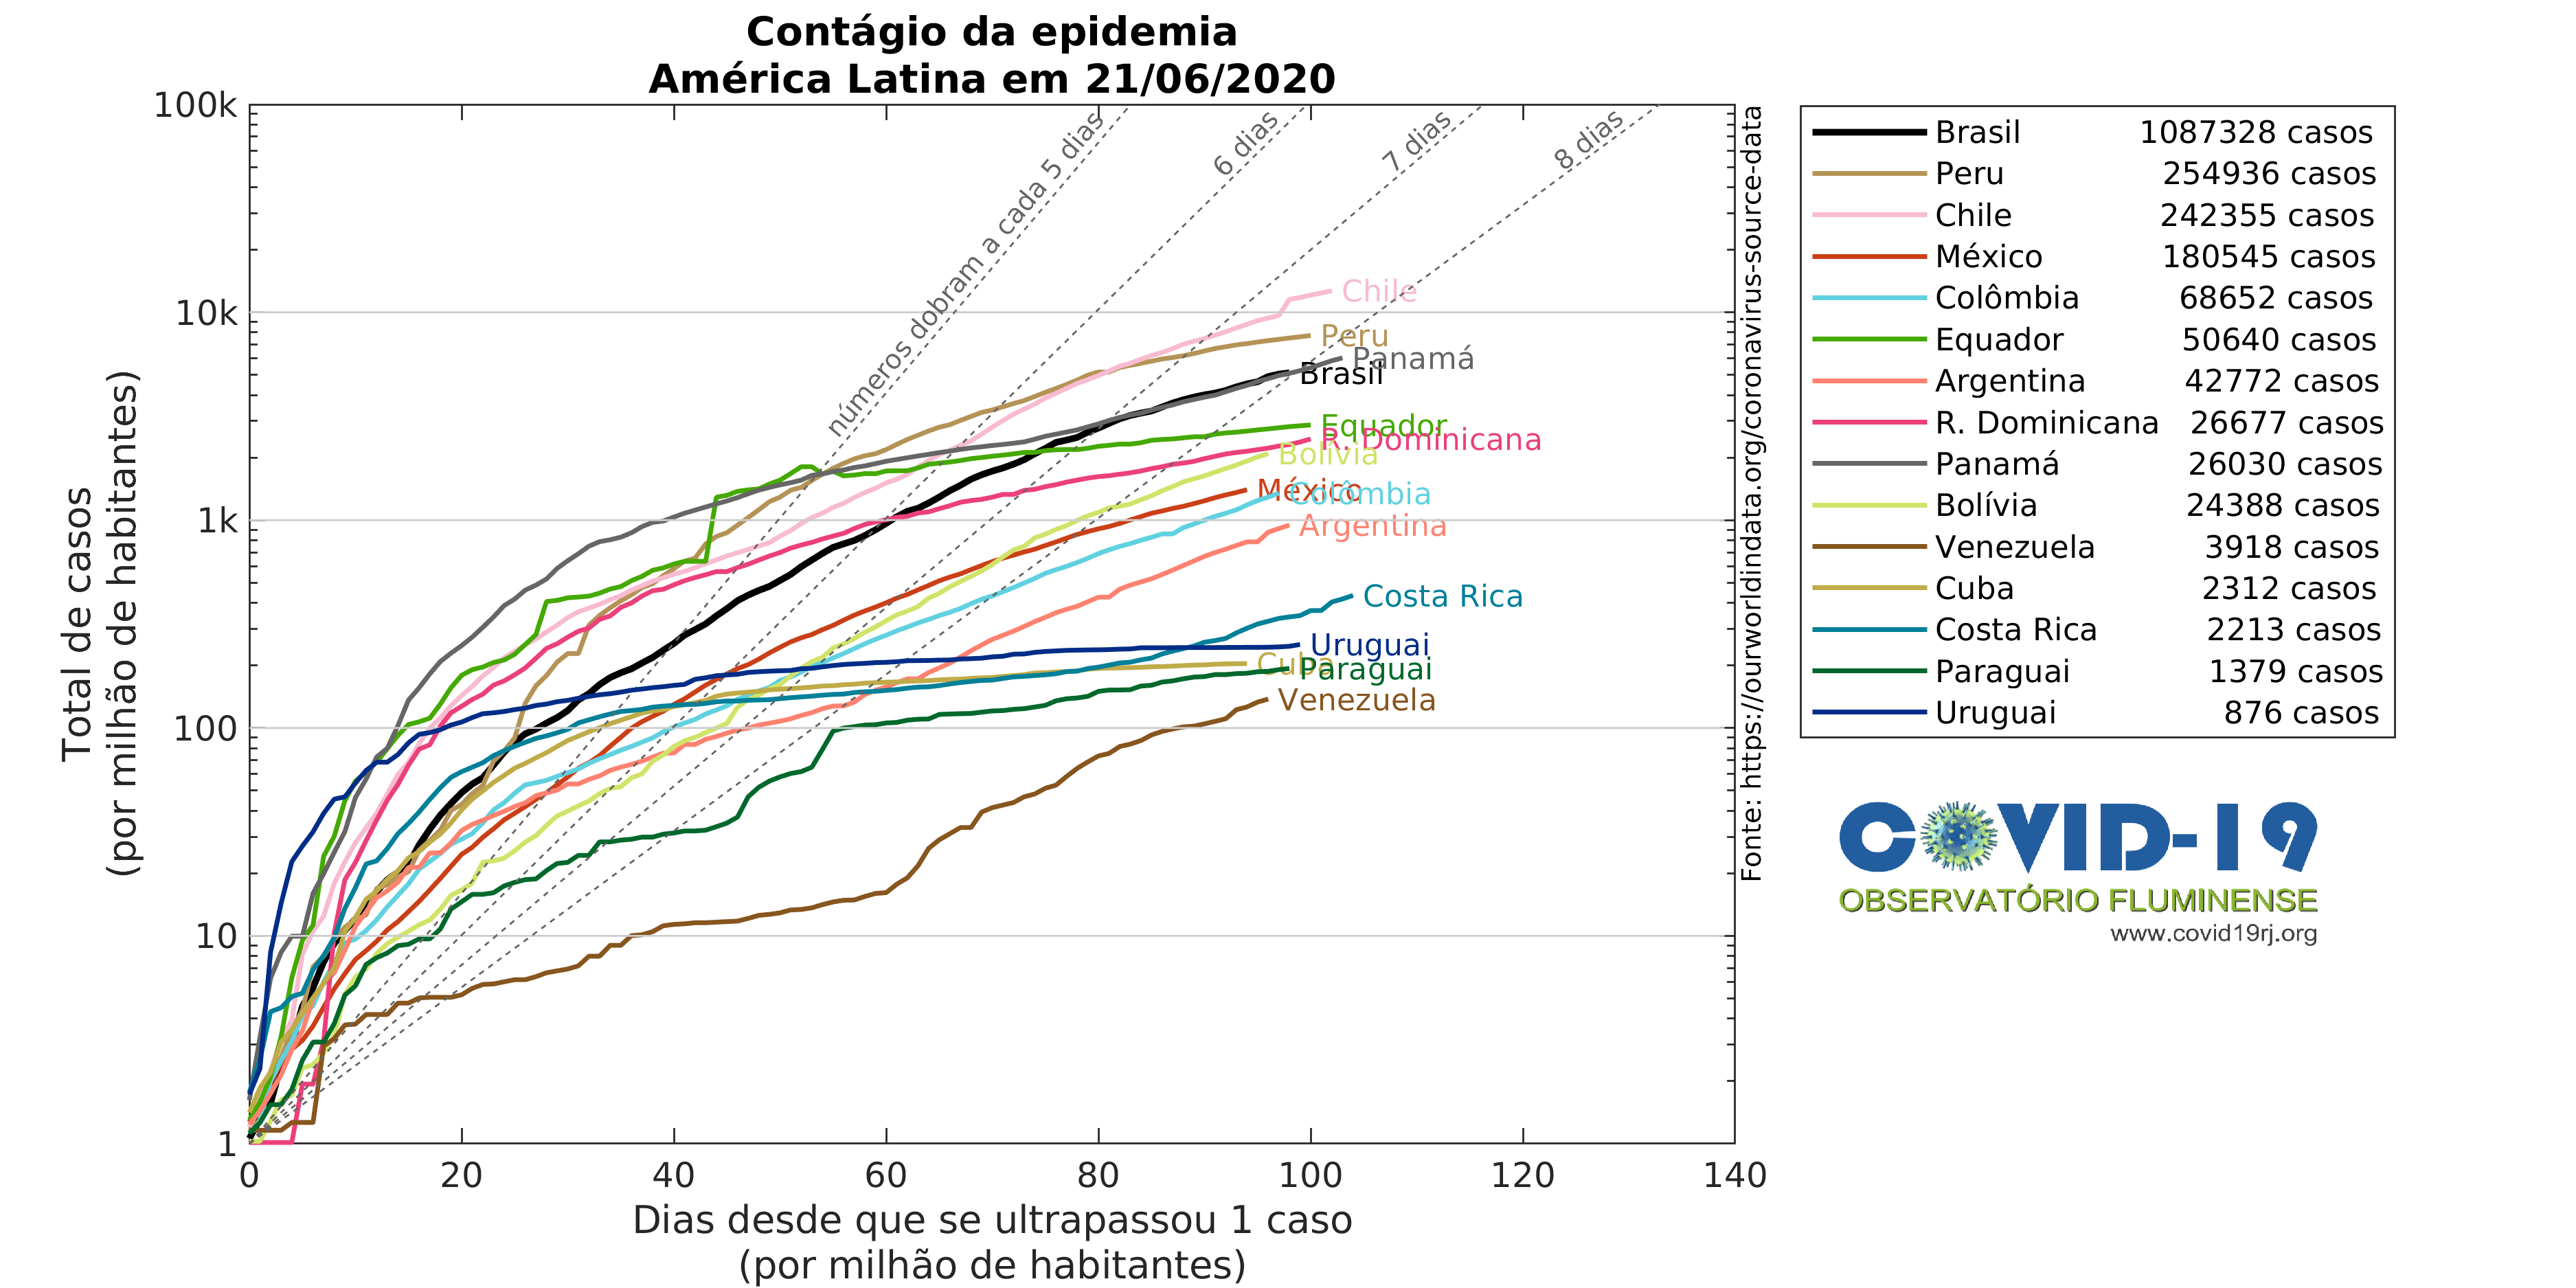 Contágio da epidemia
América Latina em 21/06/2020
Total de casos
(por milhão de habitantes)
100k
10k
1k
100
10
1
0 20 40 60 80 100 120 140
Dias desde que se ultrapassou 1 caso
(por milhão de habitantes)
números dobram a cada 5 dias
6 dias
7 dias
8 dias
Chile
Peru
Panamá
Brasil
Equador
R. Dominicana
Bolívia
México
Colômbia
Argentina
Costa Rica
Uruguai
Cuba
Paraguai
Venezuela
Fonte: https://ourworldindata.org/coronavirus-source-data
Brasil 1087328 casos
Peru 254936 casos
Chile 242355 casos
México 180545 casos
Colômbia 68652 casos
Equador 50640 casos
Argentina 42772 casos
R. Dominicana 26677 casos
Panamá 26030 casos
Bolívia 24388 casos
Venezuela 3918 casos
Cuba 2312 casos
Costa Rica 2213 casos
Paraguai 1379 casos
Uruguai 876 casos
COVID-19
OBSERVATÓRIO FLUMINENSE
www.covid19rj.org